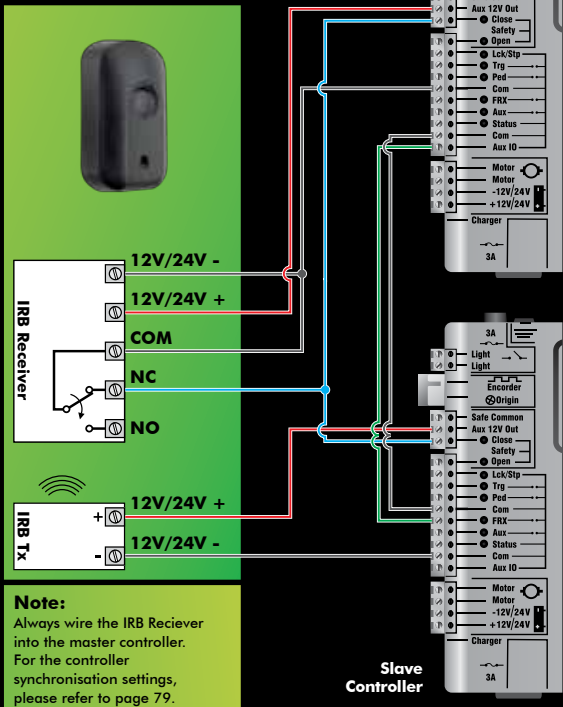 Aux 12V Out
Close
Safety
Open
Lck/Stp
Trg
Ped
Com
FRX
Aux
Status
Com
Aux IO
Motor
Motor
-12V/24V
+12V/24V
Charger
3A
IRB Receiver
12V/24V -
12V/24V +
COM
NC
NO
3A
Light
Light
Encorder
Origin
Safe Common
Aux 12V Out
Close
Safety
Open
Lck/Stp
Trg
Ped
Com
FRX
Aux
Status
Com
Aux IO
Motor
Motor
-12V/24V
+12V/24V
Charger
3A
IRB Tx
+
12V/24V +
-
12V/24V -
Note:
Always wire the IRB Reciever
into the master controller.
For the controller
synchronisation settings,
please refer to page 79.
Slave
Controller